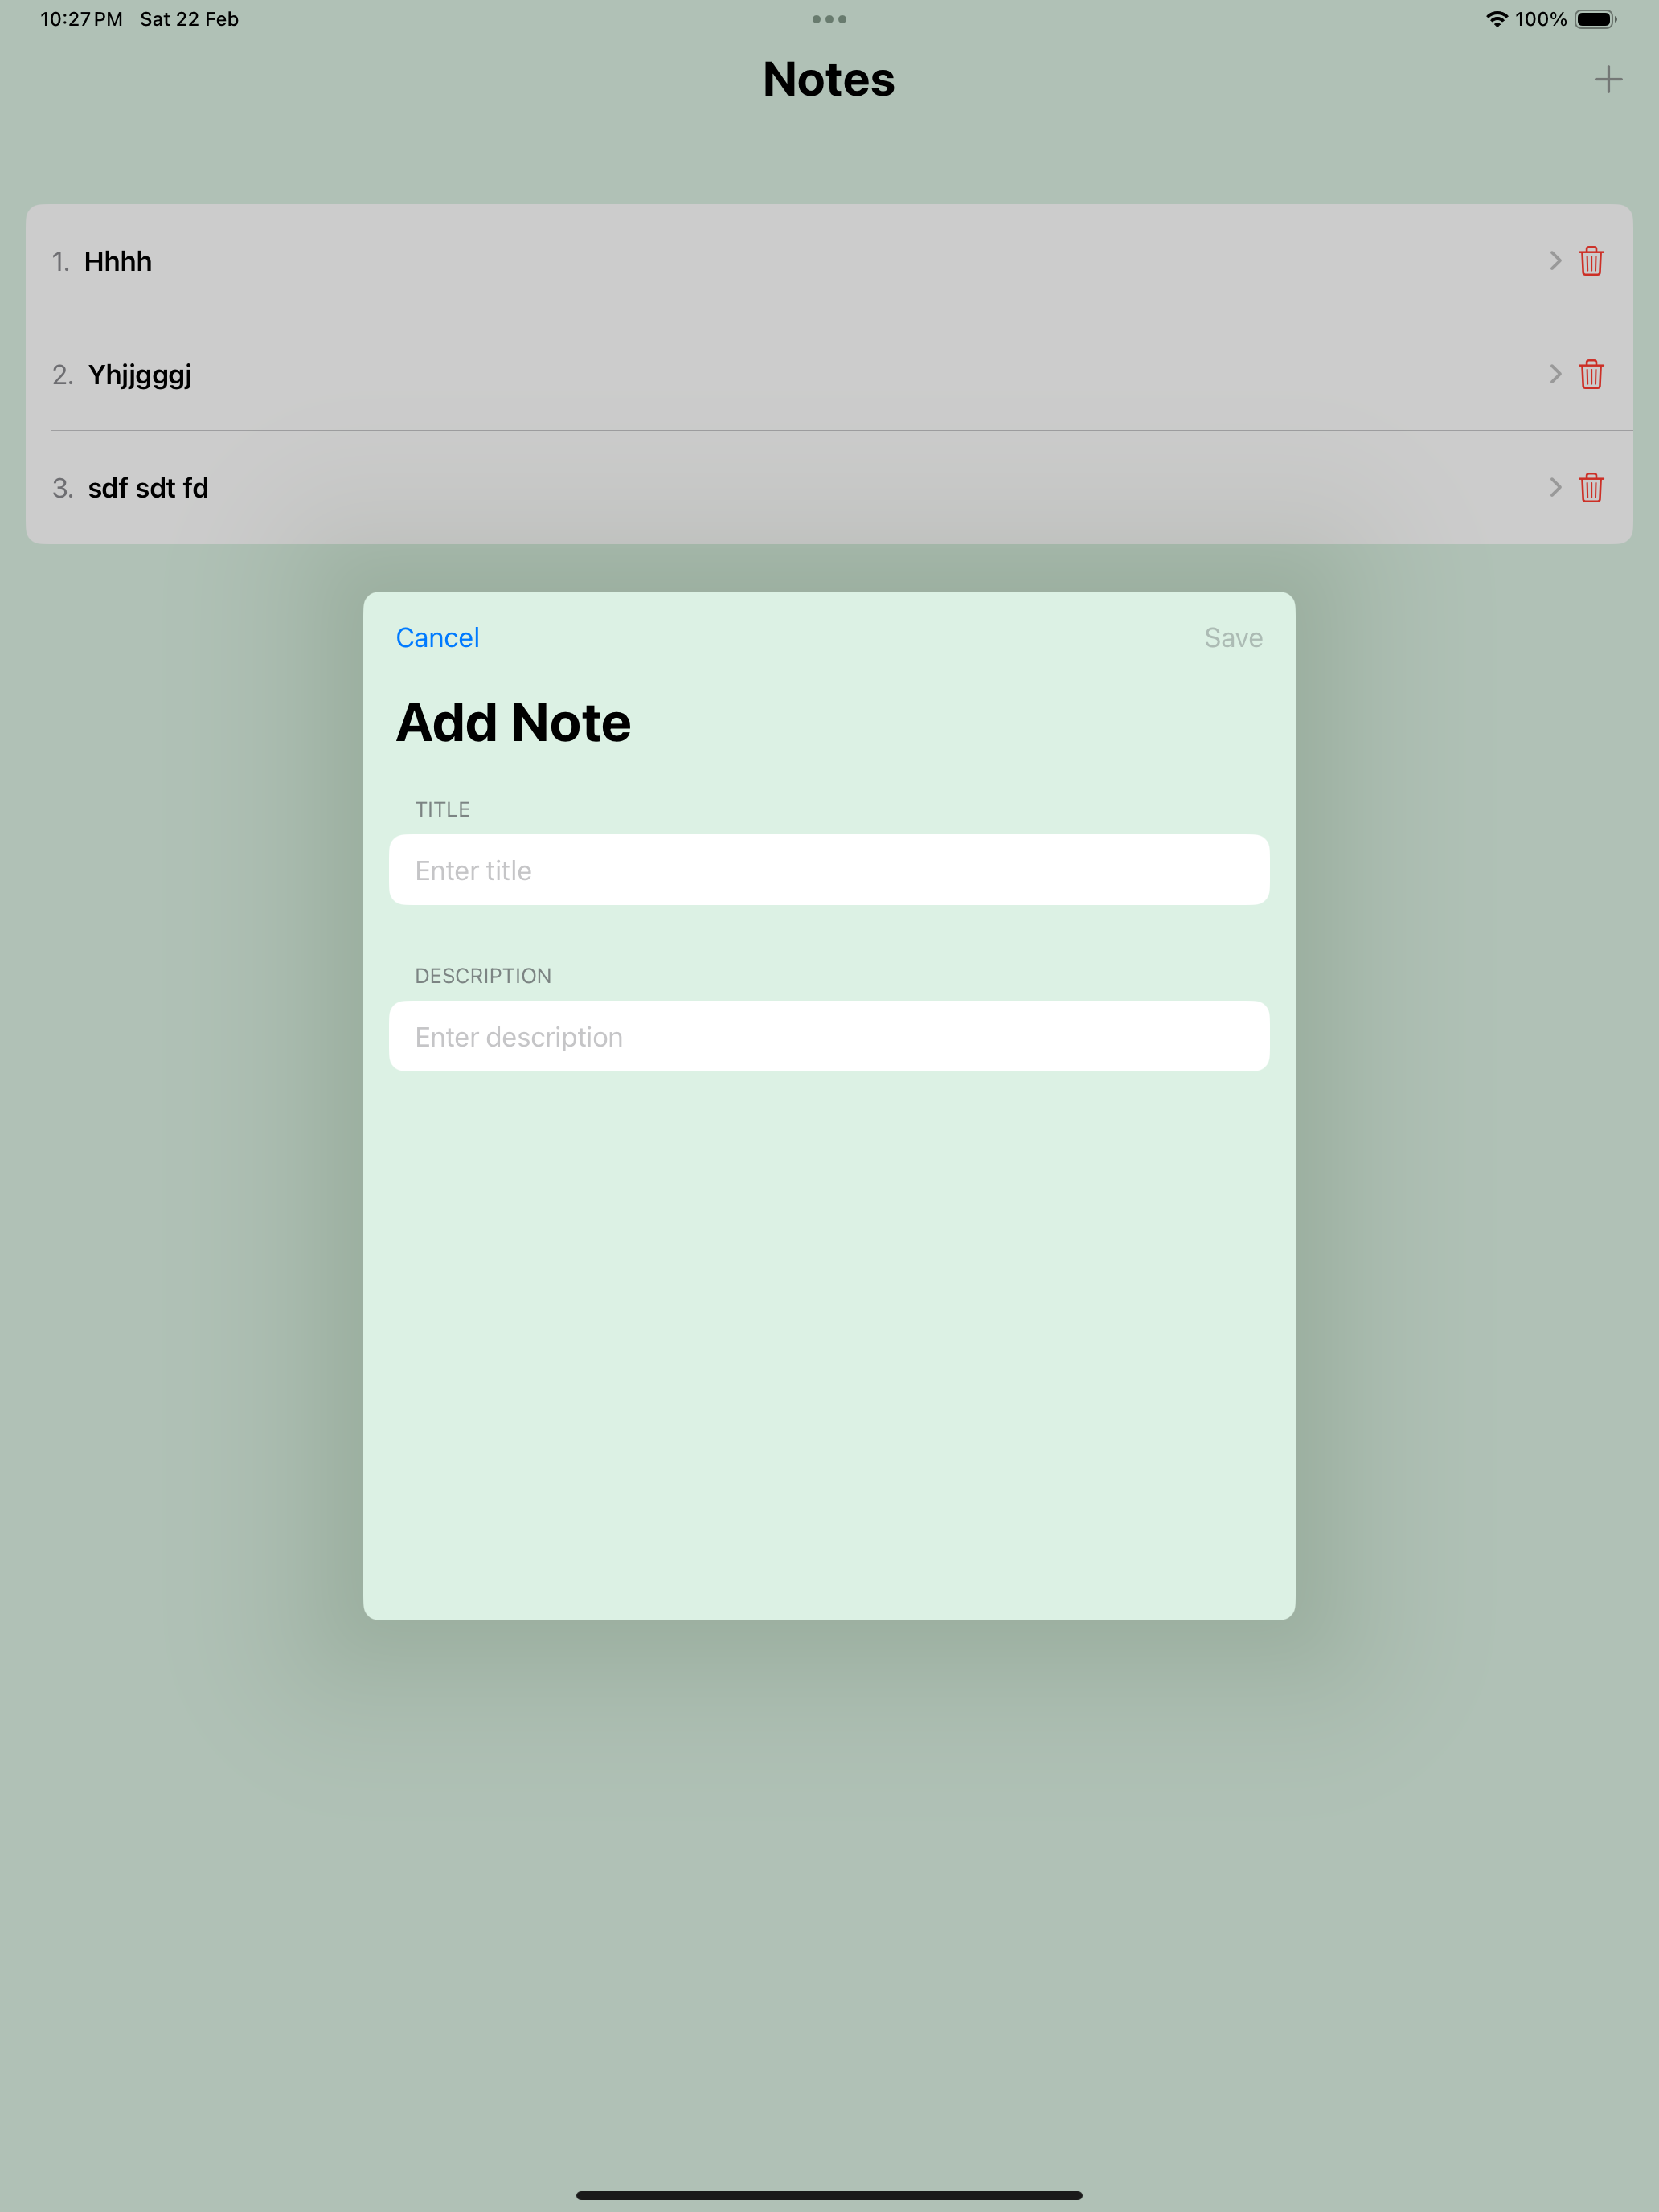 10:27 PM Sat 22 Feb 100%
Notes
1. Hhhh
2. Yhjjgggj
3. sdf sdt fd
Cancel Save
Add Note
TITLE
Enter title
DESCRIPTION
Enter description